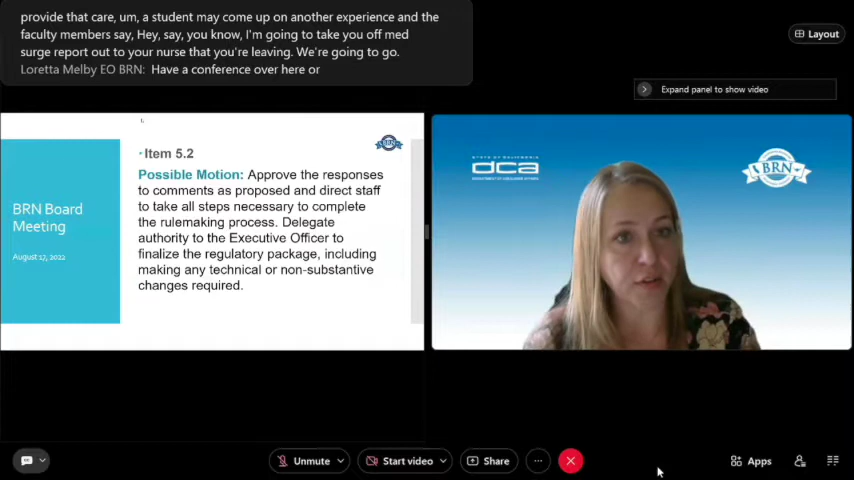 provide that care, um, a student may come up on another experience and the
faculty members say, Hey, say, you know, I'm going to take you off med
surge report out to your nurse that you're leaving. We're going to go.
Loretta Melby EO BRN: Have a conference over here or
Layout
Expand panel to show video
BRN Board
Meeting
August 17, 2022
• Item 5.2
BRN
Possible Motion: Approve the responses
to comments as proposed and direct staff
to take all steps necessary to complete
the rulemaking process. Delegate
authority to the Executive Officer to
finalize the regulatory package, including
making any technical or non-substantive
changes required.
STATE OF CALIFORNIA
dca
DEPARTMENT OF CONSUMER AFFAIRS
BRN
Unmute
Start video
Share
Apps